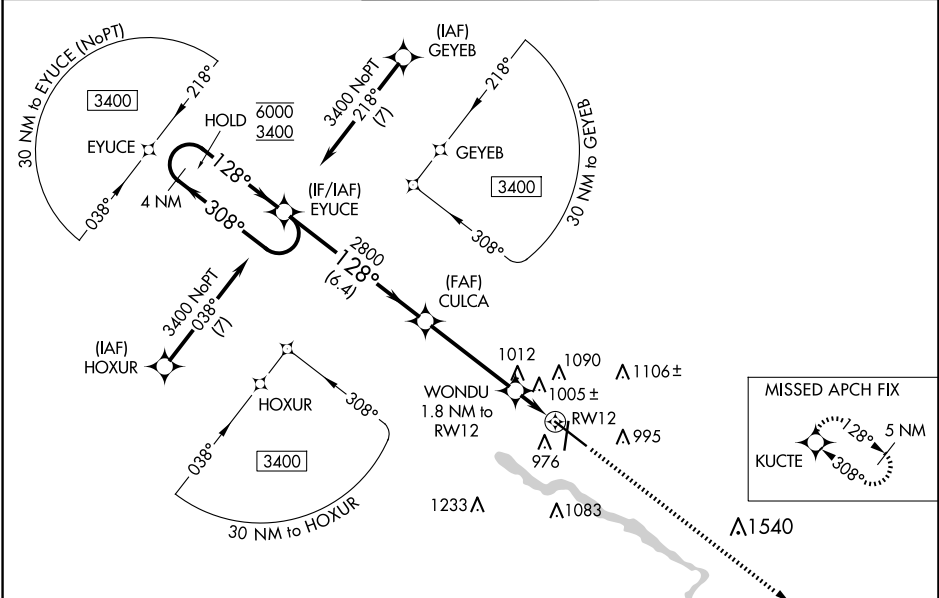 30 NM to EYUCE (NoPT)
3400
218°
EYUCE
038°
HOLD
6000
3400
4 NM
128°
308°
(IF/IAF)
EYUCE
(IAF)
GEYEB
3400 NoPT
218°
(7)
218°
GEYEB
3400
308°
30 NM to GEYEB
2800
128°
(6.4)
(FAF)
CULCA
3400 NoPT
038°
(7)
(IAF)
HOXUR
HOXUR
308°
038°
3400
30 NM to HOXUR
1012
1090
1106±
1005±
WONDU
1.8 NM to
RW12
RW12
995
976
1233
1083
1540
MISSED APCH FIX
128°
5 NM
KUCTE
308°